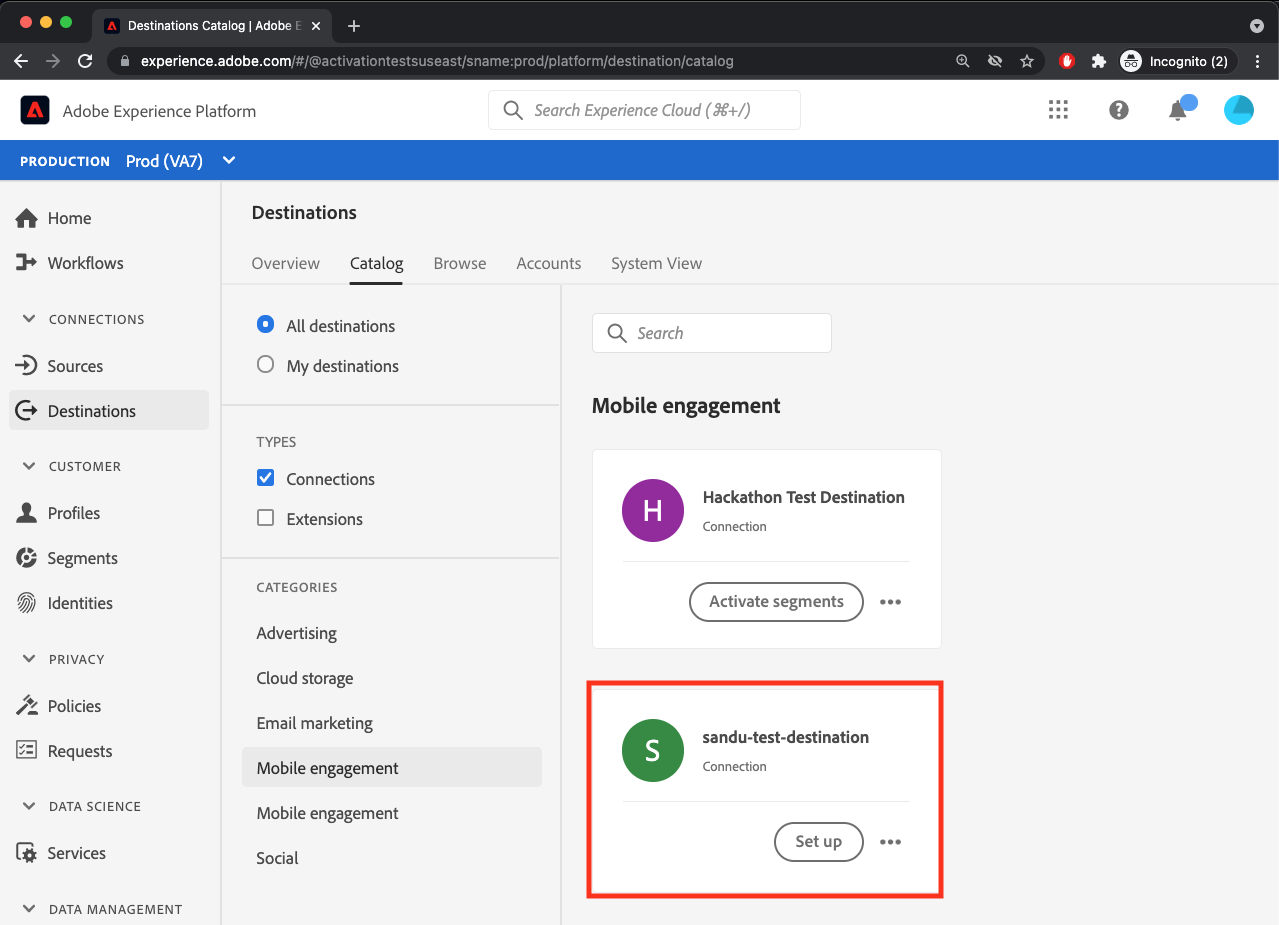 Destinations Catalog | Adobe E
experience.adobe.com/#/@activationtestsuseast/sname:prod/platform/destination/catalog
Incognito (2)
Adobe Experience Platform
Search Experience Cloud (⌘+/)
PRODUCTION Prod (VA7)
Home
Workflows
CONNECTIONS
Sources
Destinations
CUSTOMER
Profiles
Segments
Identities
PRIVACY
Policies
Requests
DATA SCIENCE
Services
DATA MANAGEMENT
Destinations
Overview Catalog Browse Accounts System View
All destinations
My destinations
TYPES
Connections
Extensions
CATEGORIES
Advertising
Cloud storage
Email marketing
Mobile engagement
Mobile engagement
Social
Search
Mobile engagement
H
Hackathon Test Destination
Connection
Activate segments
S
sandu-test-destination
Connection
Set up